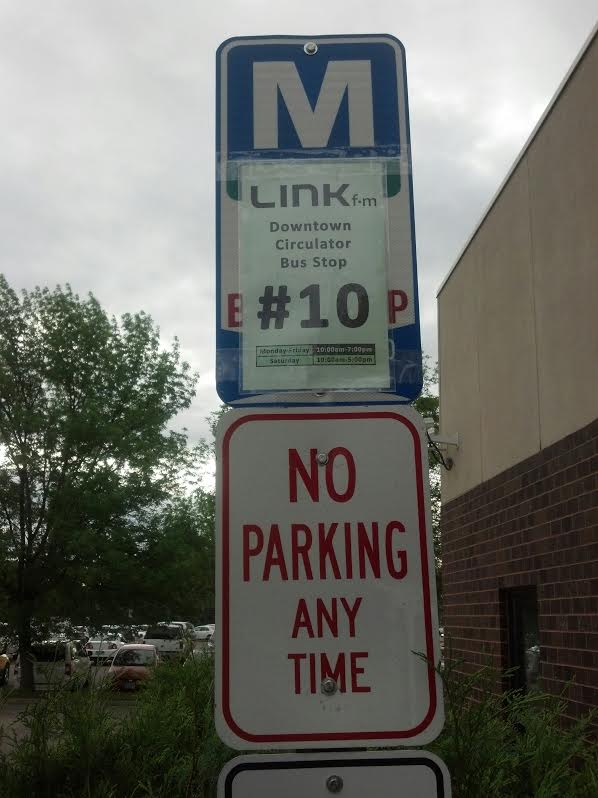 M
LINK f·m
Downtown
Circulator
Bus Stop
#10
Monday-Friday 10:00am-7:00pm
Saturday 10:00am-5:00pm
NO
PARKING
ANY
TIME